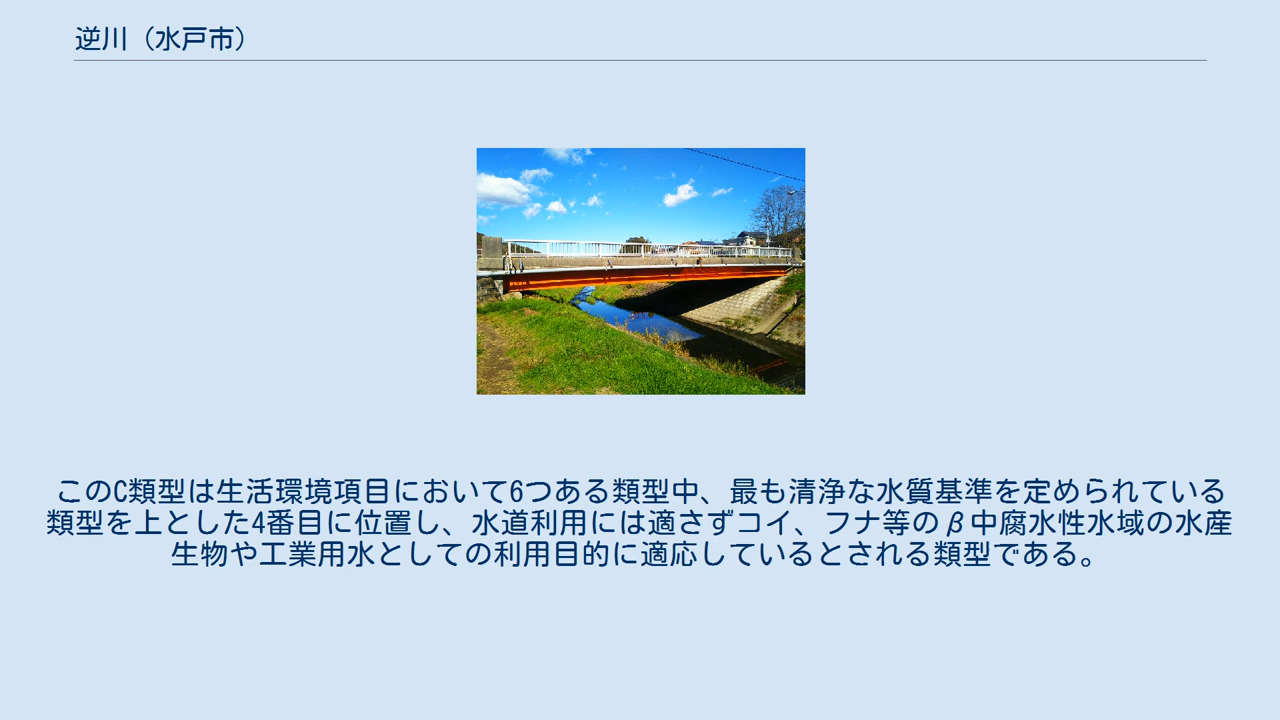 逆川（水戸市）
このC類型は生活環境項目において6つある類型中、最も清浄な水質基準を定められている
類型を上とした4番目に位置し、水道利用には適さずコイ、フナ等のβ中腐水性水域の水産
生物や工業用水としての利用目的に適応しているとされる類型である。